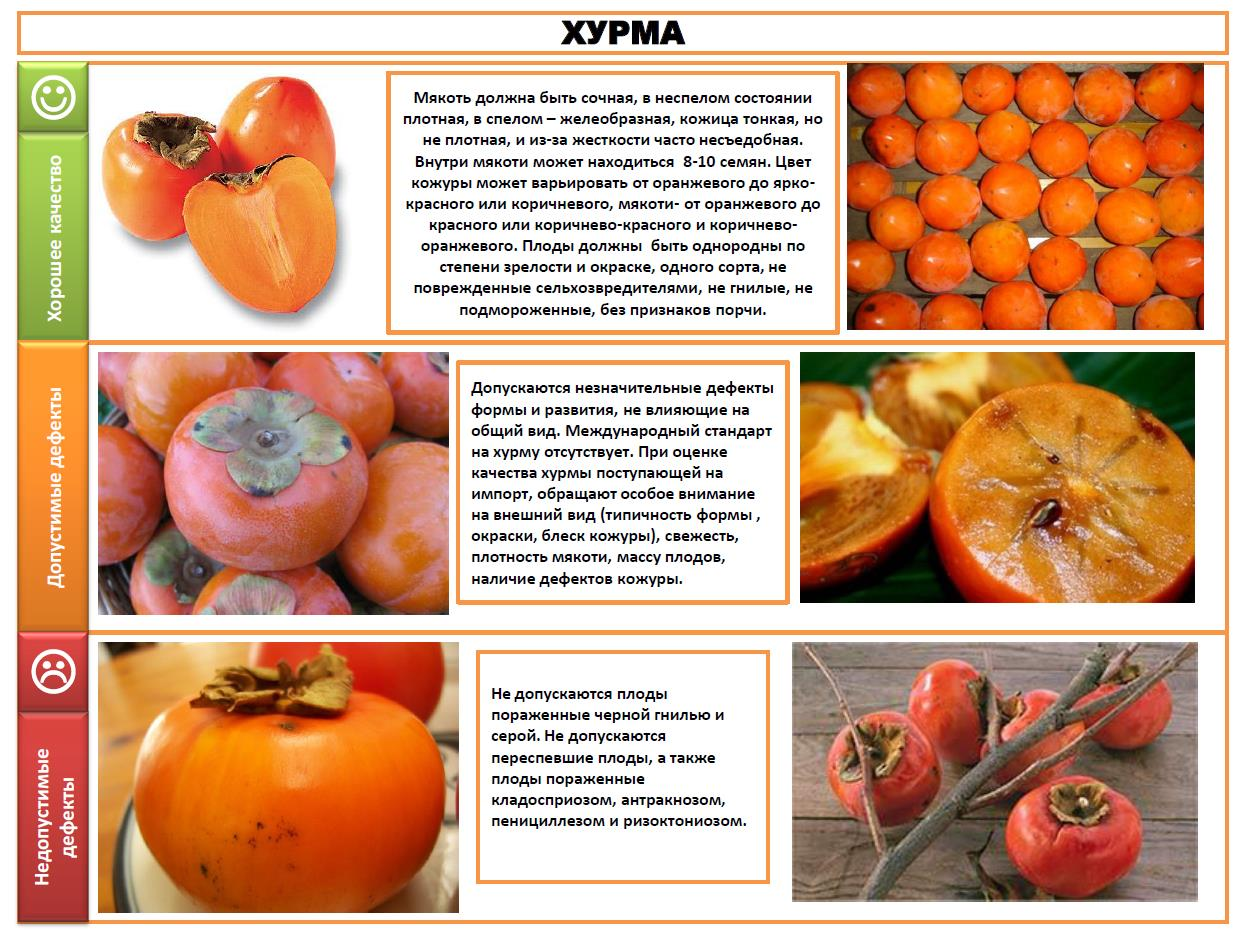 ХУРМА
Хорошее качество
Мякоть должна быть сочная, в неспелом состоянии
плотная, в спелом – желеобразная, кожица тонкая, но
не плотная, и из-за жесткости часто несъедобная.
Внутри мякоти может находиться 8-10 семян. Цвет
кожуры может варьировать от оранжевого до ярко-
красного или коричневого, мякоти- от оранжевого до
красного или коричнево-красного и коричнево-
оранжевого. Плоды должны быть однородны по
степени зрелости и окраске, одного сорта, не
поврежденные сельхозвредителями, не гнилые, не
подмороженные, без признаков порчи.
Допустимые дефекты
Допускаются незначительные дефекты
формы и развития, не влияющие на
общий вид. Международный стандарт
на хурму отсутствует. При оценке
качества хурмы поступающей на
импорт, обращают особое внимание
на внешний вид (типичность формы ,
окраски, блеск кожуры), свежесть,
плотность мякоти, массу плодов,
наличие дефектов кожуры.
Недопустимые
дефекты
Не допускаются плоды
пораженные черной гнилью и
серой. Не допускаются
переспевшие плоды, а также
плоды пораженные
кладосприозом, антракнозом,
пенициллезом и ризоктониозом.